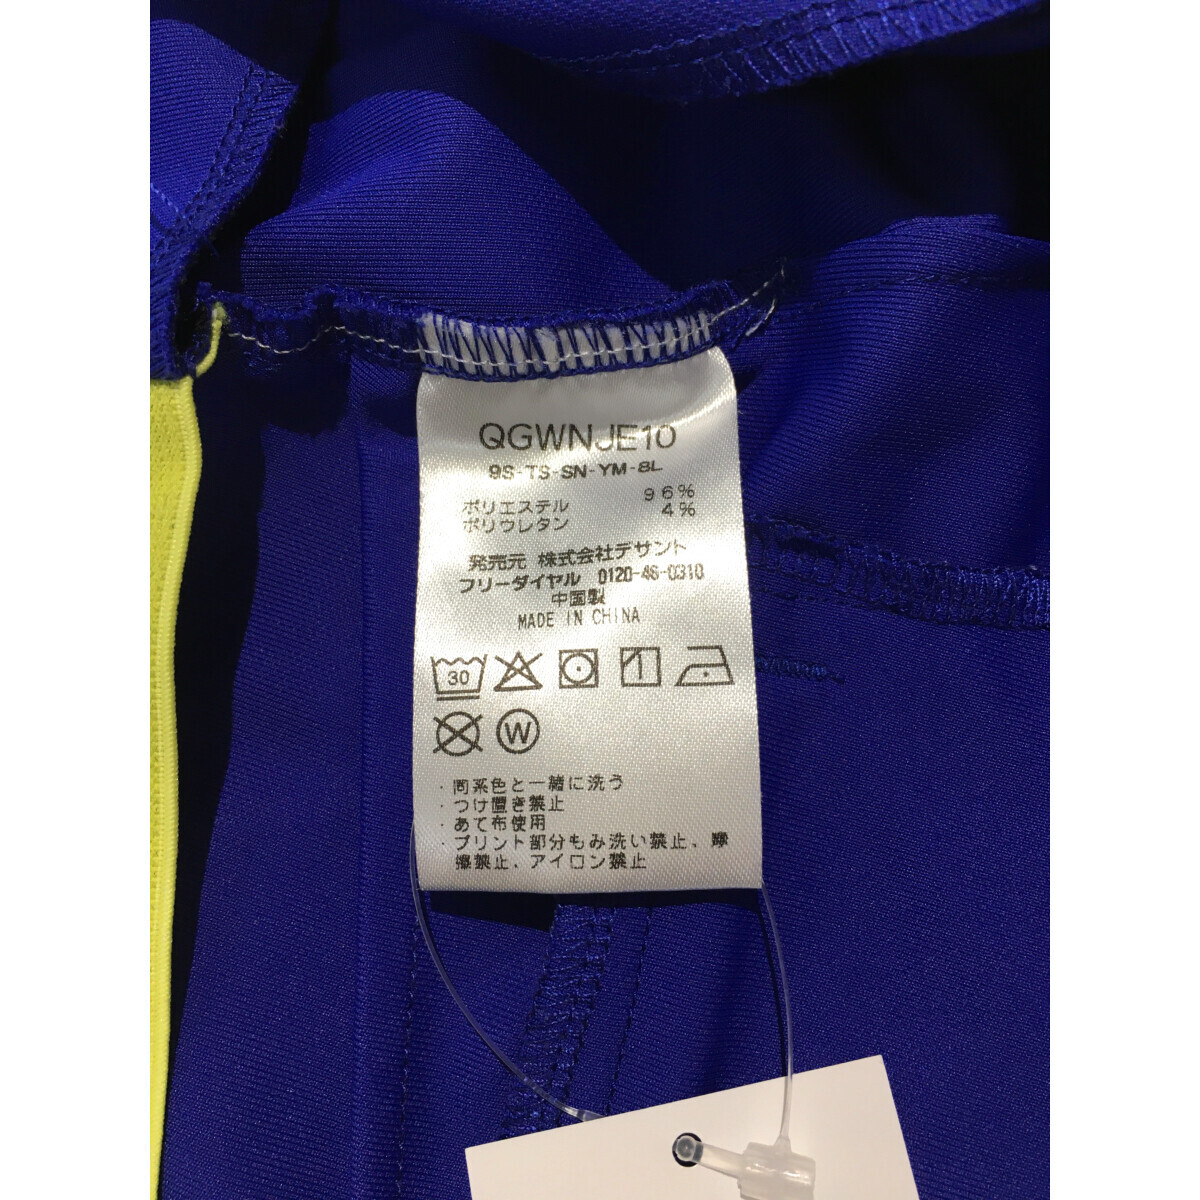 QGWNJE10
9S-TS-SN-YM-8L
ポリエステル 96%
ポリウレタン 4%
発売元 株式会社デサント
フリーダイヤル 0120-46-0310
中国製
MADE IN CHINA
30
W
・同系色と一緒に洗う
・つけ置き禁止
・あて布使用
・プリント部分もみ洗い禁止、摩
擦禁止、アイロン禁止